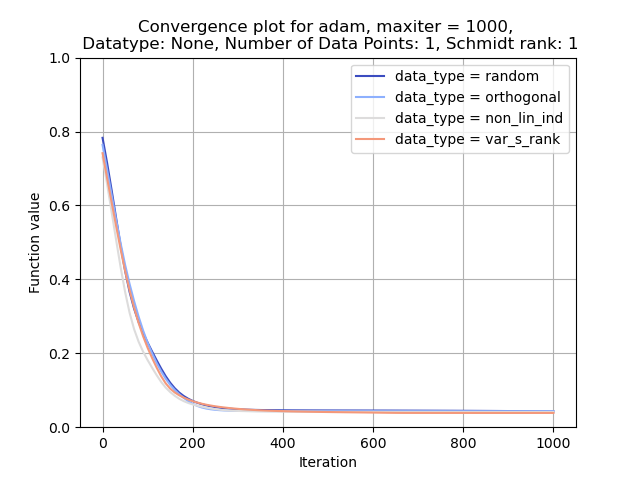 Convergence plot for adam, maxiter = 1000,
Datatype: None, Number of Data Points: 1, Schmidt rank: 1
1.0
0.8
0.6
0.4
0.2
0.0
Function value
data_type = random
data_type = orthogonal
data_type = non_lin_ind
data_type = var_s_rank
0 200 400 600 800 1000
Iteration